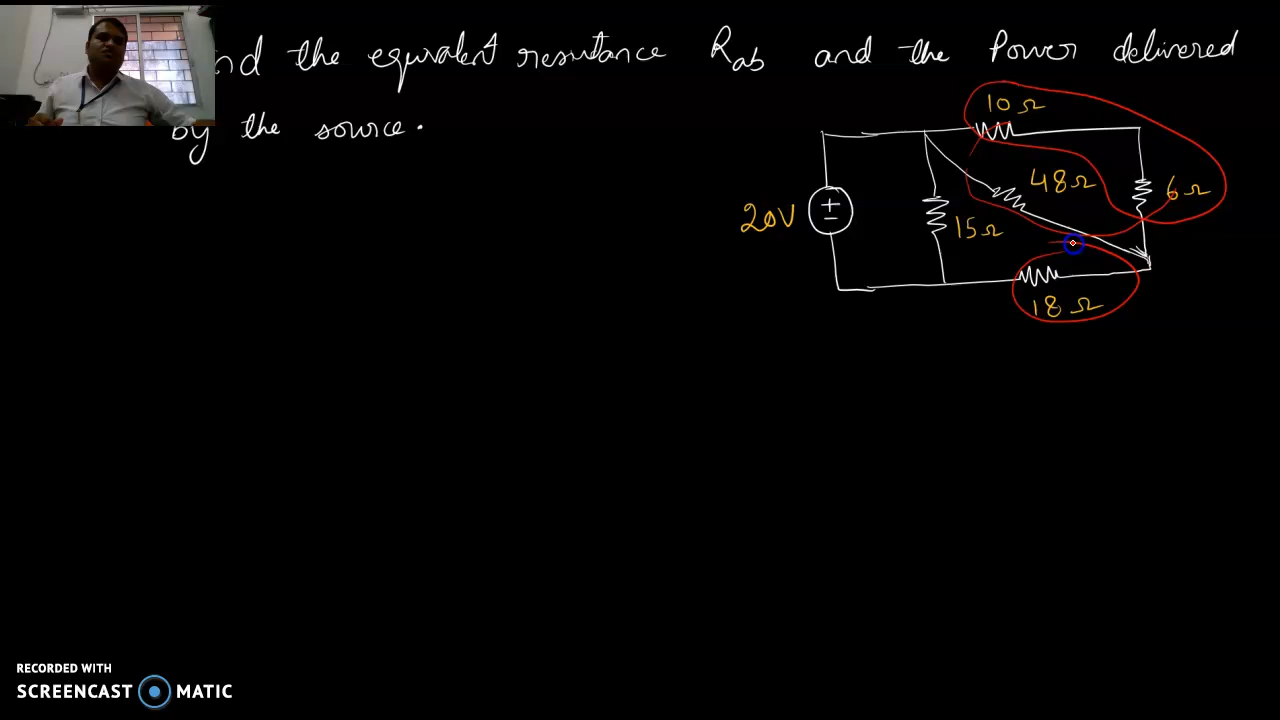 nd the equivalent resistance Rab and the Power delivered
by the source.
10 Ω
48 Ω
6 Ω
20V
15 Ω
18 Ω
RECORDED WITH
SCREENCAST MATIC